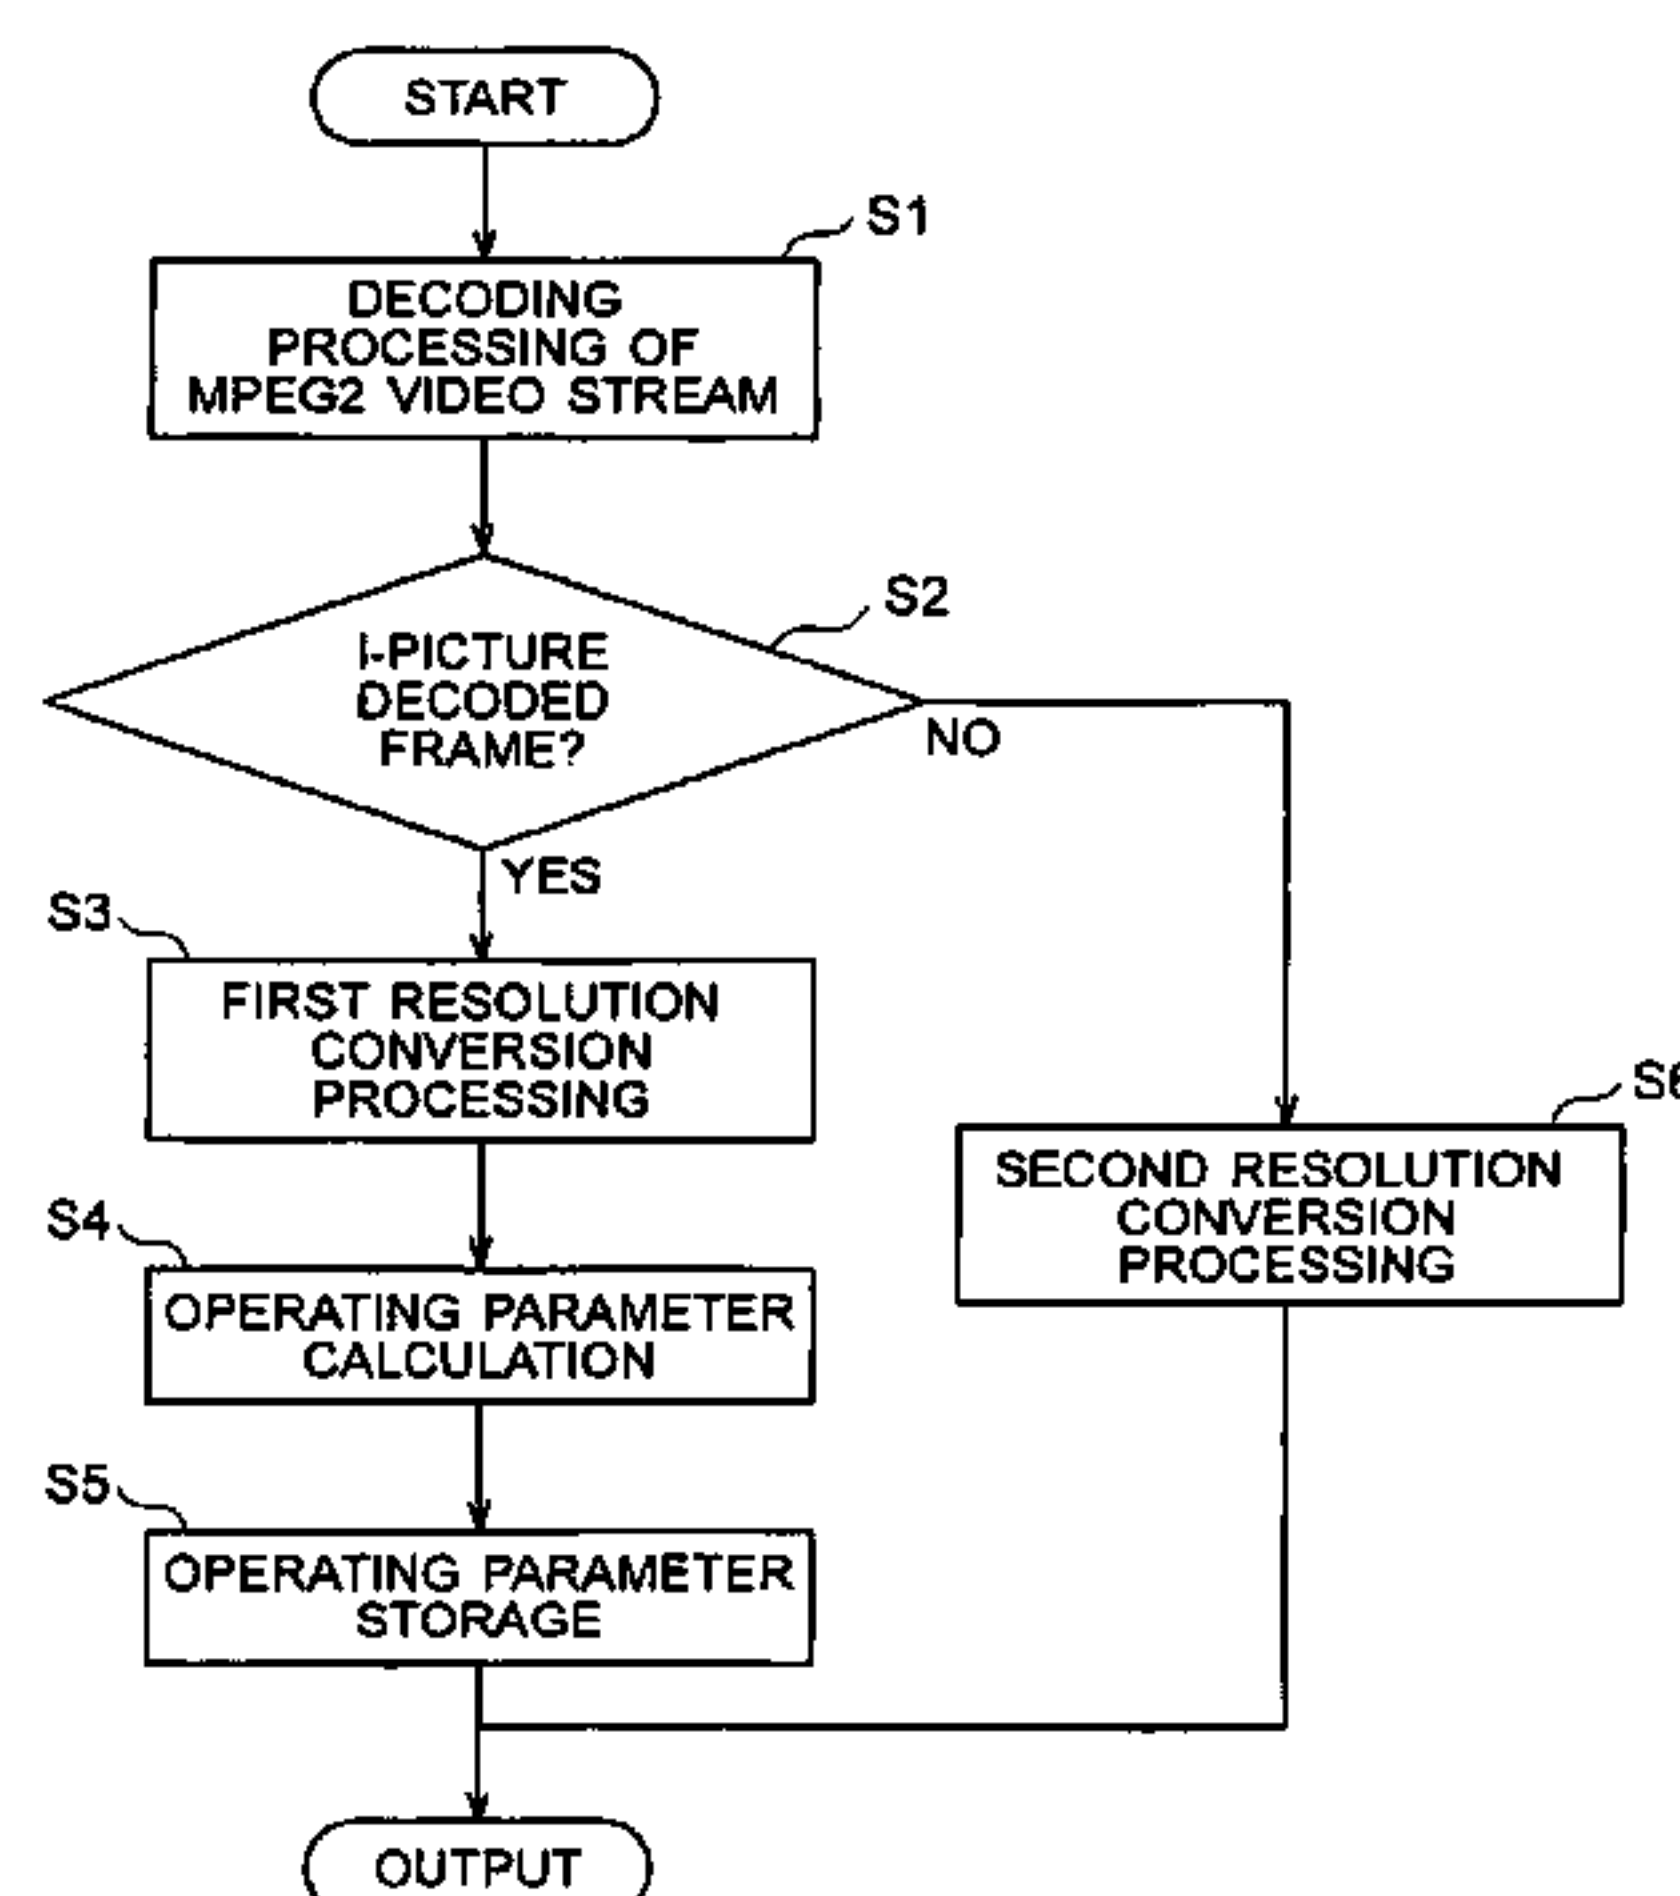 START
S1
DECODING
PROCESSING OF
MPEG2 VIDEO STREAM
S2
I-PICTURE
DECODED
FRAME?
NO
YES
S3
FIRST RESOLUTION
CONVERSION
PROCESSING
S6
SECOND RESOLUTION
CONVERSION
PROCESSING
S4
OPERATING PARAMETER
CALCULATION
S5
OPERATING PARAMETER
STORAGE
OUTPUT